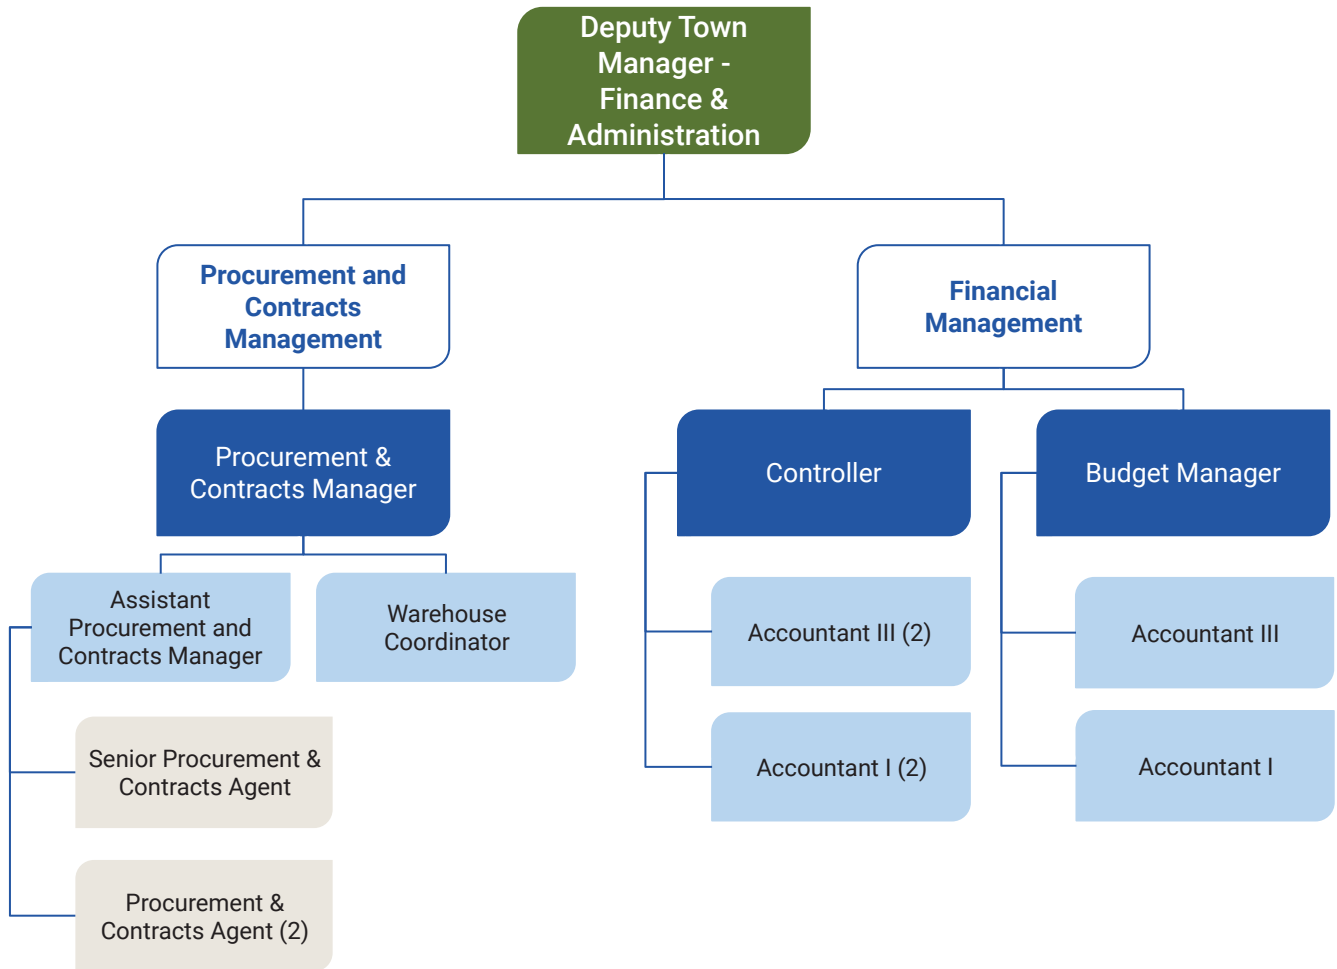 Deputy Town
Manager -
Finance &
Administration
Procurement and
Contracts
Management
Financial
Management
Procurement &
Contracts Manager
Controller
Budget Manager
Assistant
Procurement and
Contracts Manager
Warehouse
Coordinator
Accountant III (2)
Accountant III
Senior Procurement &
Contracts Agent
Accountant I (2)
Accountant I
Procurement &
Contracts Agent (2)